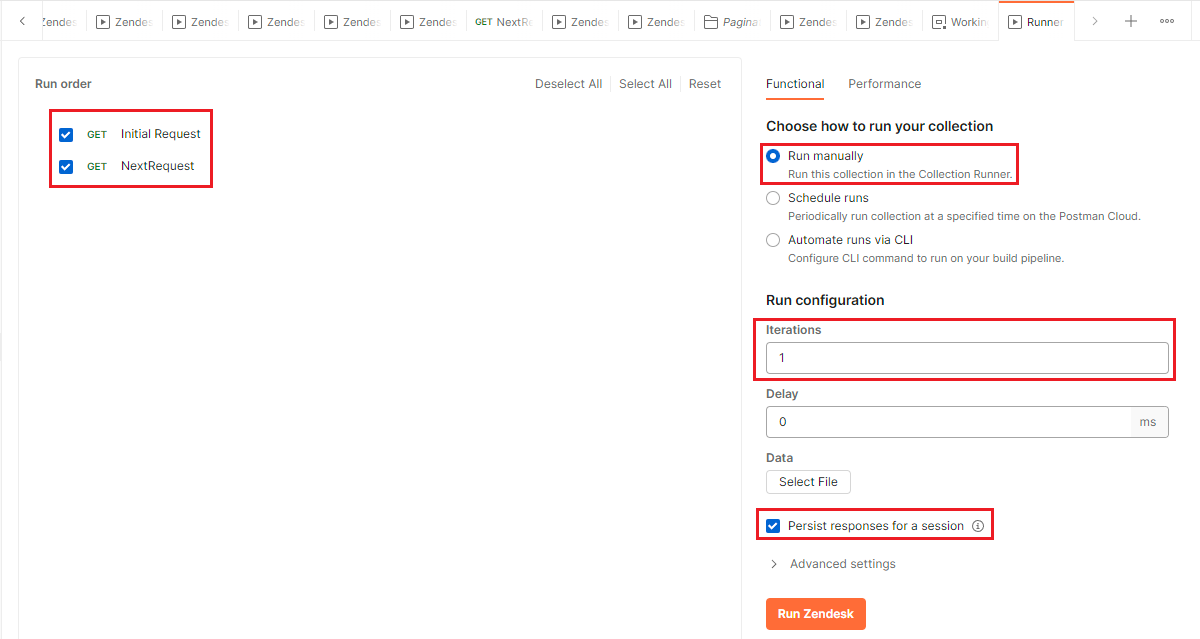 Zendes Zendes Zendes Zendes Zendes GET NextRe Zendes Zendes Pagina Zendes Zendes Workin Runner
Run order Deselect All Select All Reset
GET Initial Request
GET NextRequest
Functional Performance
Choose how to run your collection
Run manually
Run this collection in the Collection Runner.
Schedule runs
Periodically run collection at a specified time on the Postman Cloud.
Automate runs via CLI
Configure CLI command to run on your build pipeline.
Run configuration
Iterations
1
Delay
0 ms
Data
Select File
Persist responses for a session
Advanced settings
Run Zendesk